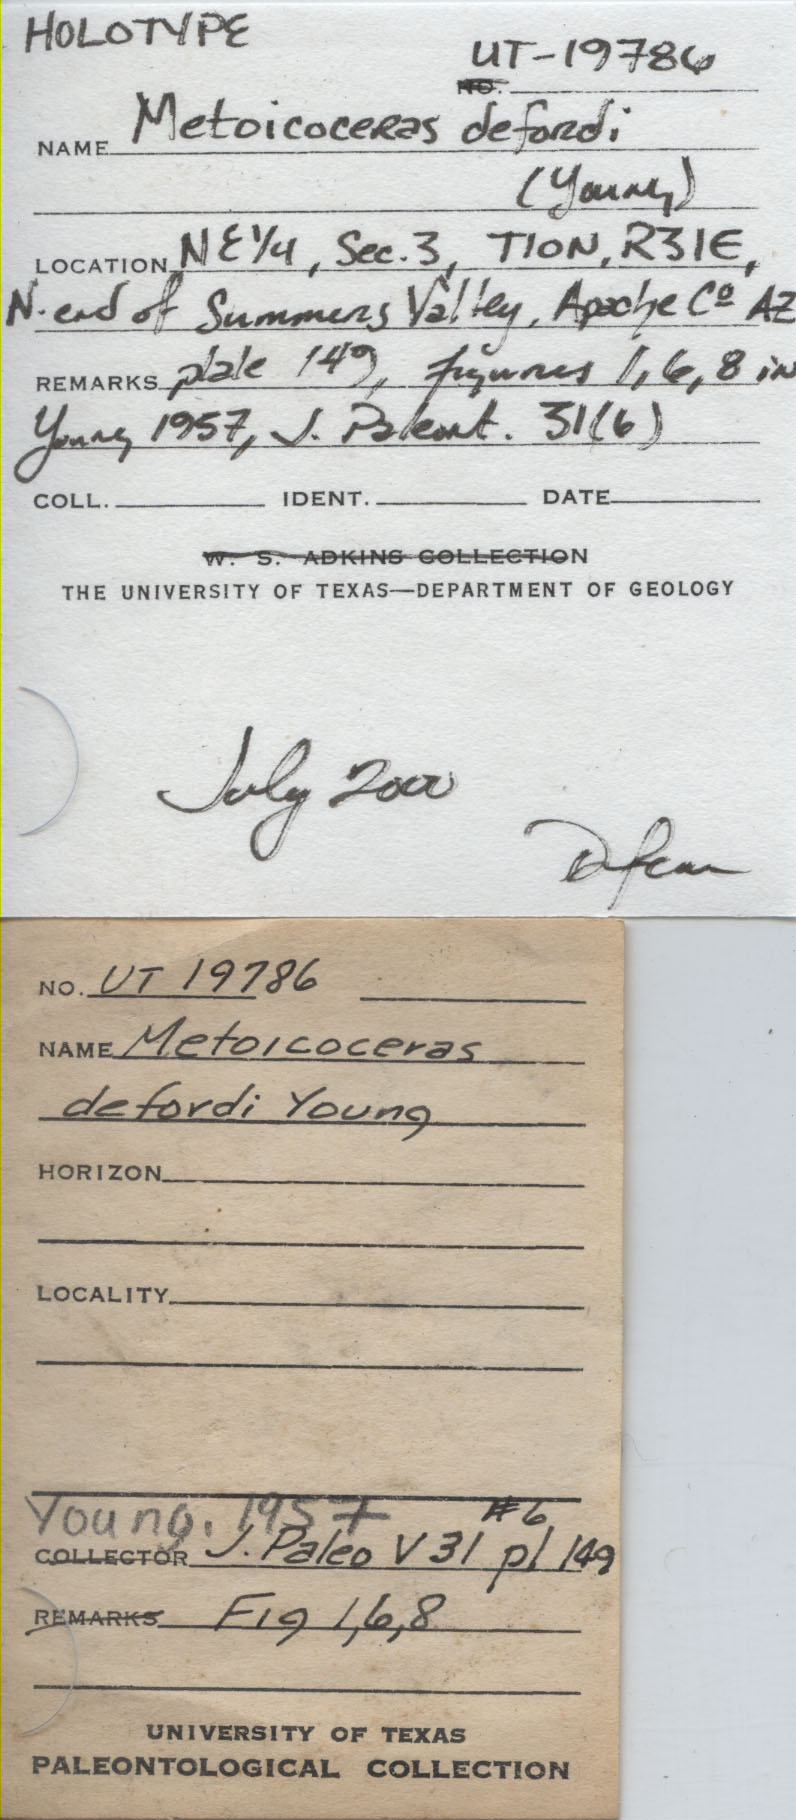 HOLOTYPE
UT-19786
NO.
NAME Metoicoceras defordi
(Young)
LOCATION NE1/4, Sec. 3, T10N, R31E,
N. end of Summers Valley, Apache Co AZ
REMARKS plate 149, figures 1, 6, 8 in
Young 1957, J. Paleont. 31(6)
COLL. IDENT. DATE
W. S. ADKINS COLLECTION
THE UNIVERSITY OF TEXAS—DEPARTMENT OF GEOLOGY
July 2000
NO. UT 19786
NAME Metoicoceras
defordi Young
HORIZON
LOCALITY
Young, 1957 #6
COLLECTOR J. Paleo V 31 pl 149
REMARKS Fig 1,6,8
UNIVERSITY OF TEXAS
PALEONTOLOGICAL COLLECTION